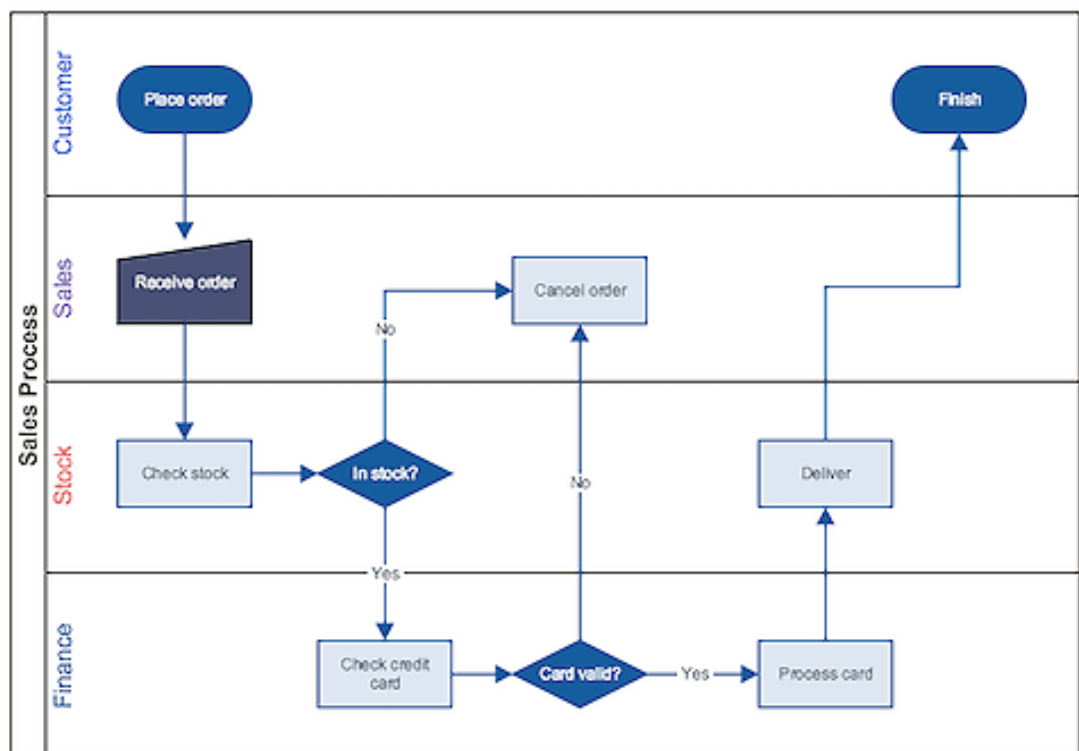 Sales Process
Customer
Place order
Finish
Sales
Receive order
Cancel order
No
Stock
Check stock
In stock?
No
Deliver
Yes
Finance
Check credit
card
Card valid?
Yes
Process card